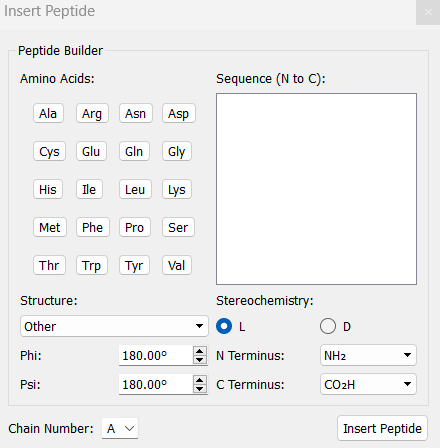 Insert Peptide
Peptide Builder
Amino Acids: Sequence (N to C):
Ala Arg Asn Asp
Cys Glu Gln Gly
His Ile Leu Lys
Met Phe Pro Ser
Thr Trp Tyr Val
Structure: Stereochemistry:
Other L D
Phi: 180.00° N Terminus: NH₂
Psi: 180.00° C Terminus: CO₂H
Chain Number: A Insert Peptide